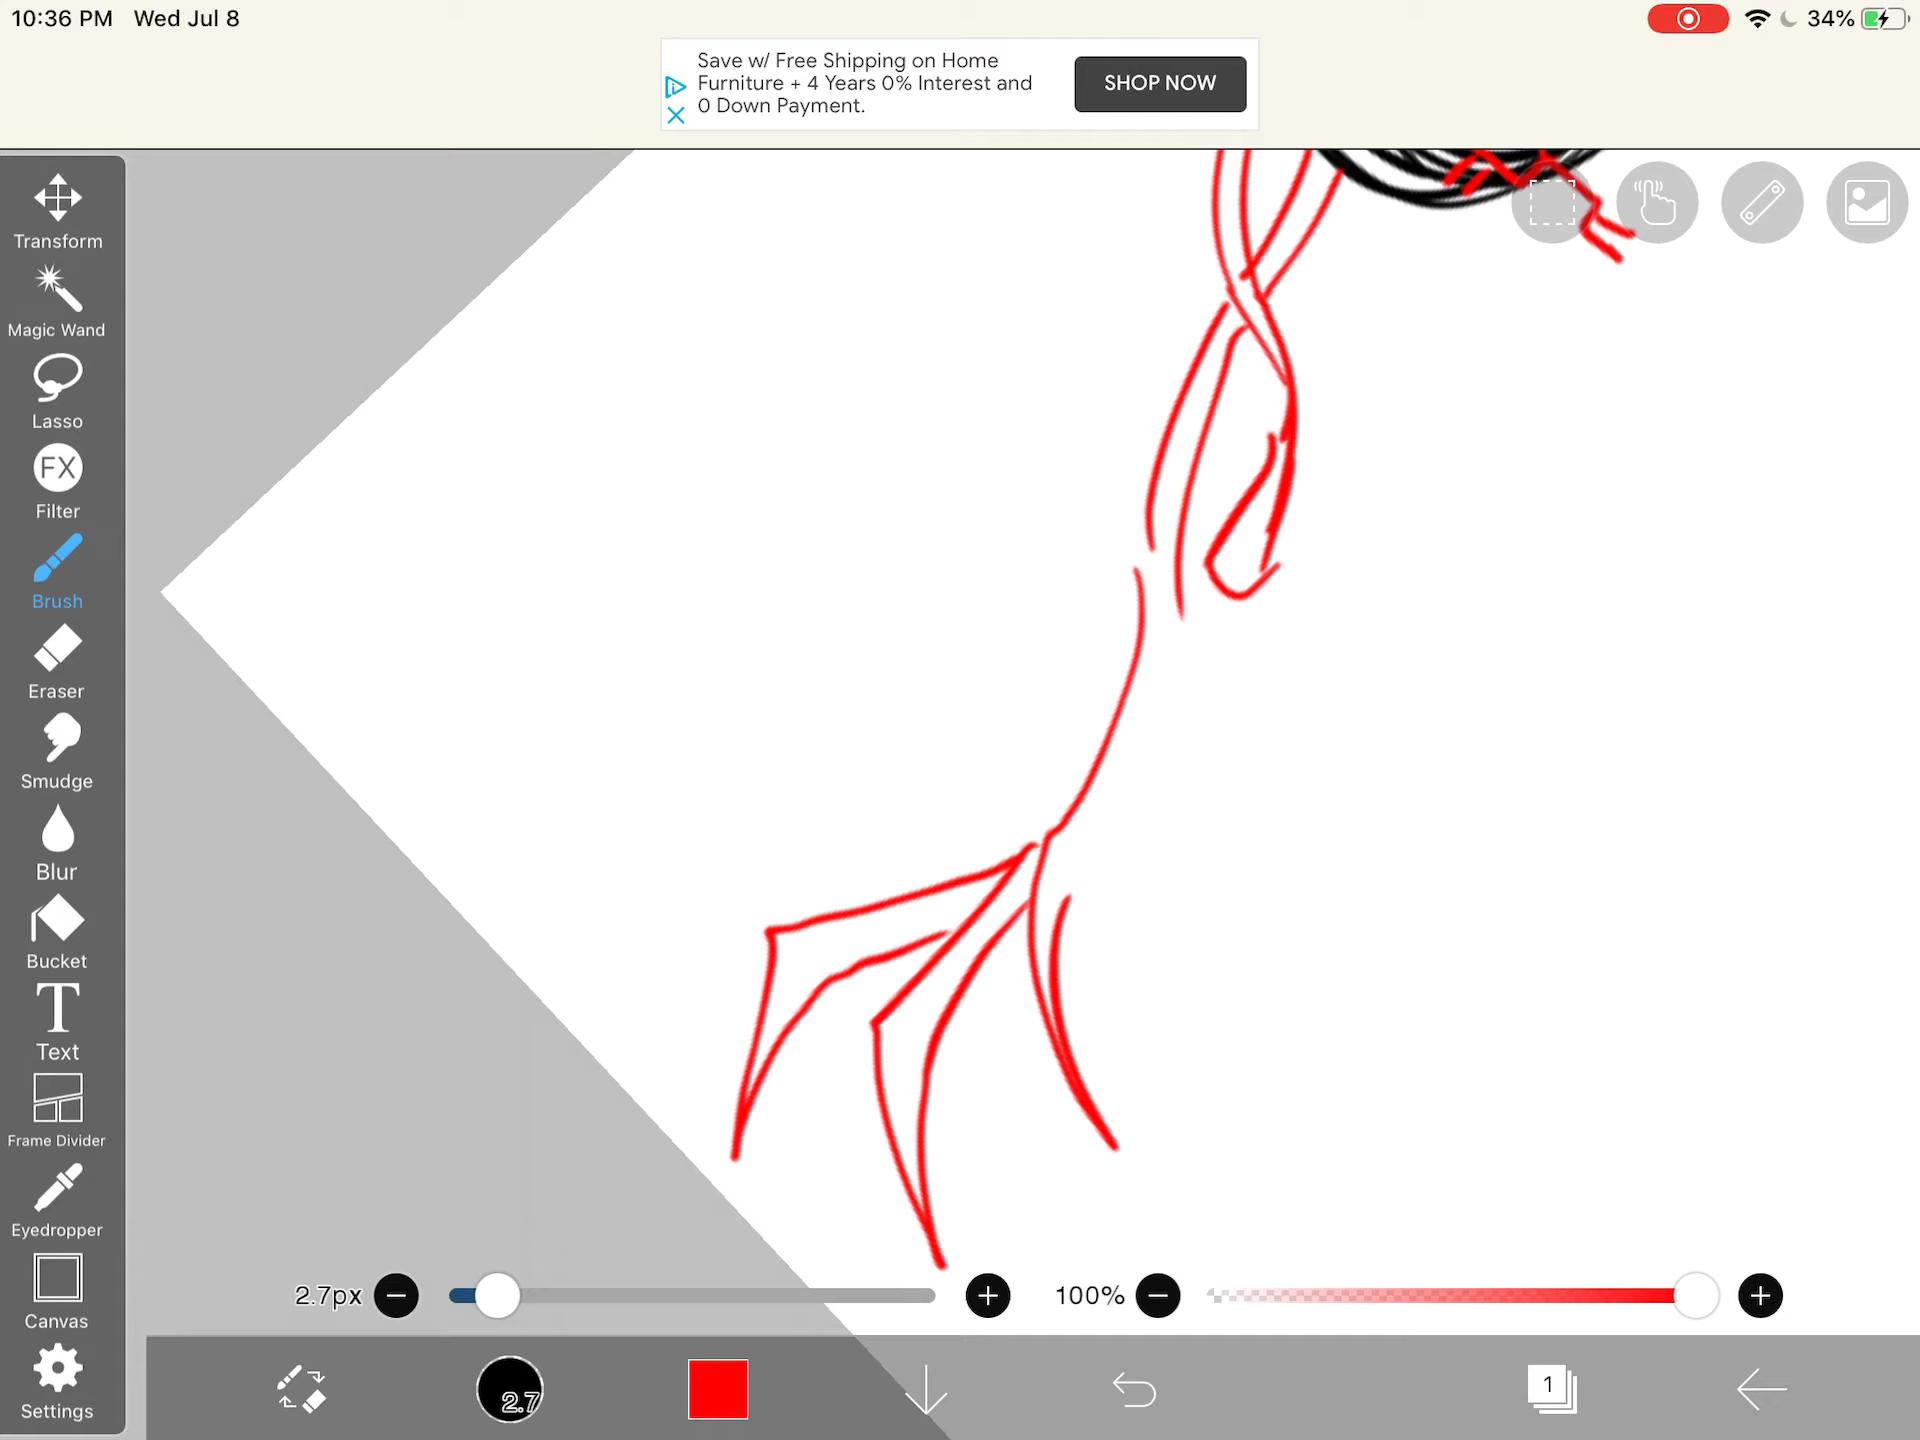 10:36 PM Wed Jul 8
34%
Save w/ Free Shipping on Home
Furniture + 4 Years 0% Interest and
0 Down Payment.
SHOP NOW
Transform
Magic Wand
Lasso
FX
Filter
Brush
Eraser
Smudge
Blur
Bucket
T
Text
Frame Divider
Eyedropper
Canvas
Settings
2.7px
100%
2.7
1